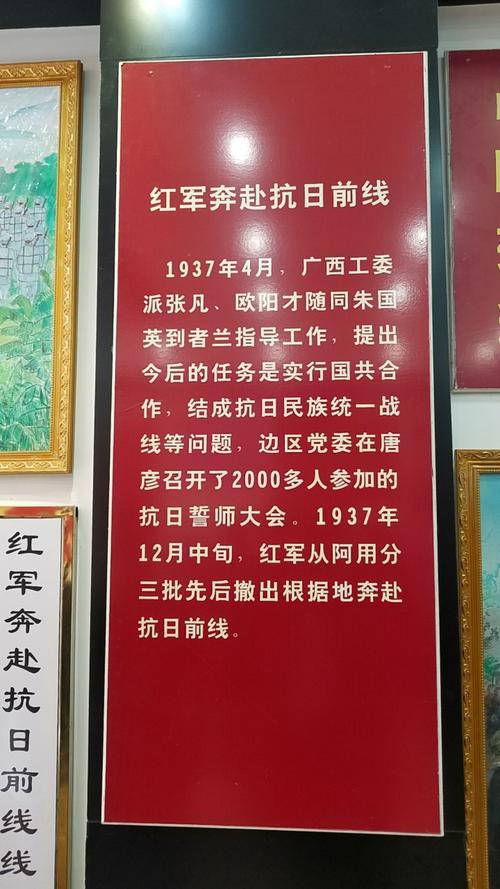 红军奔赴抗日前线
1937年4月，广西工委
派张凡、欧阳才随同朱国
英到者兰指导工作，提出
今后的任务是实行国共合
作，结成抗日民族统一战
线等问题，边区党委在唐
彦召开了2000多人参加的
抗日誓师大会。1937年
12月中旬，红军从阿用分
三批先后撤出根据地奔赴
抗日前线。
红军奔赴抗日前线线